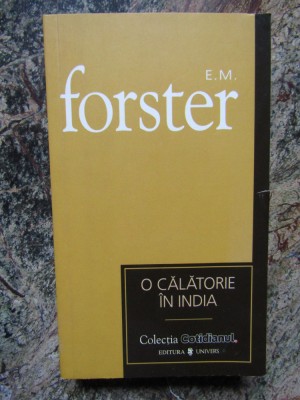 E.M.
forster
O CĂLĂTORIE
ÎN INDIA
Colecția Cotidianul
EDITURA UNIVERS